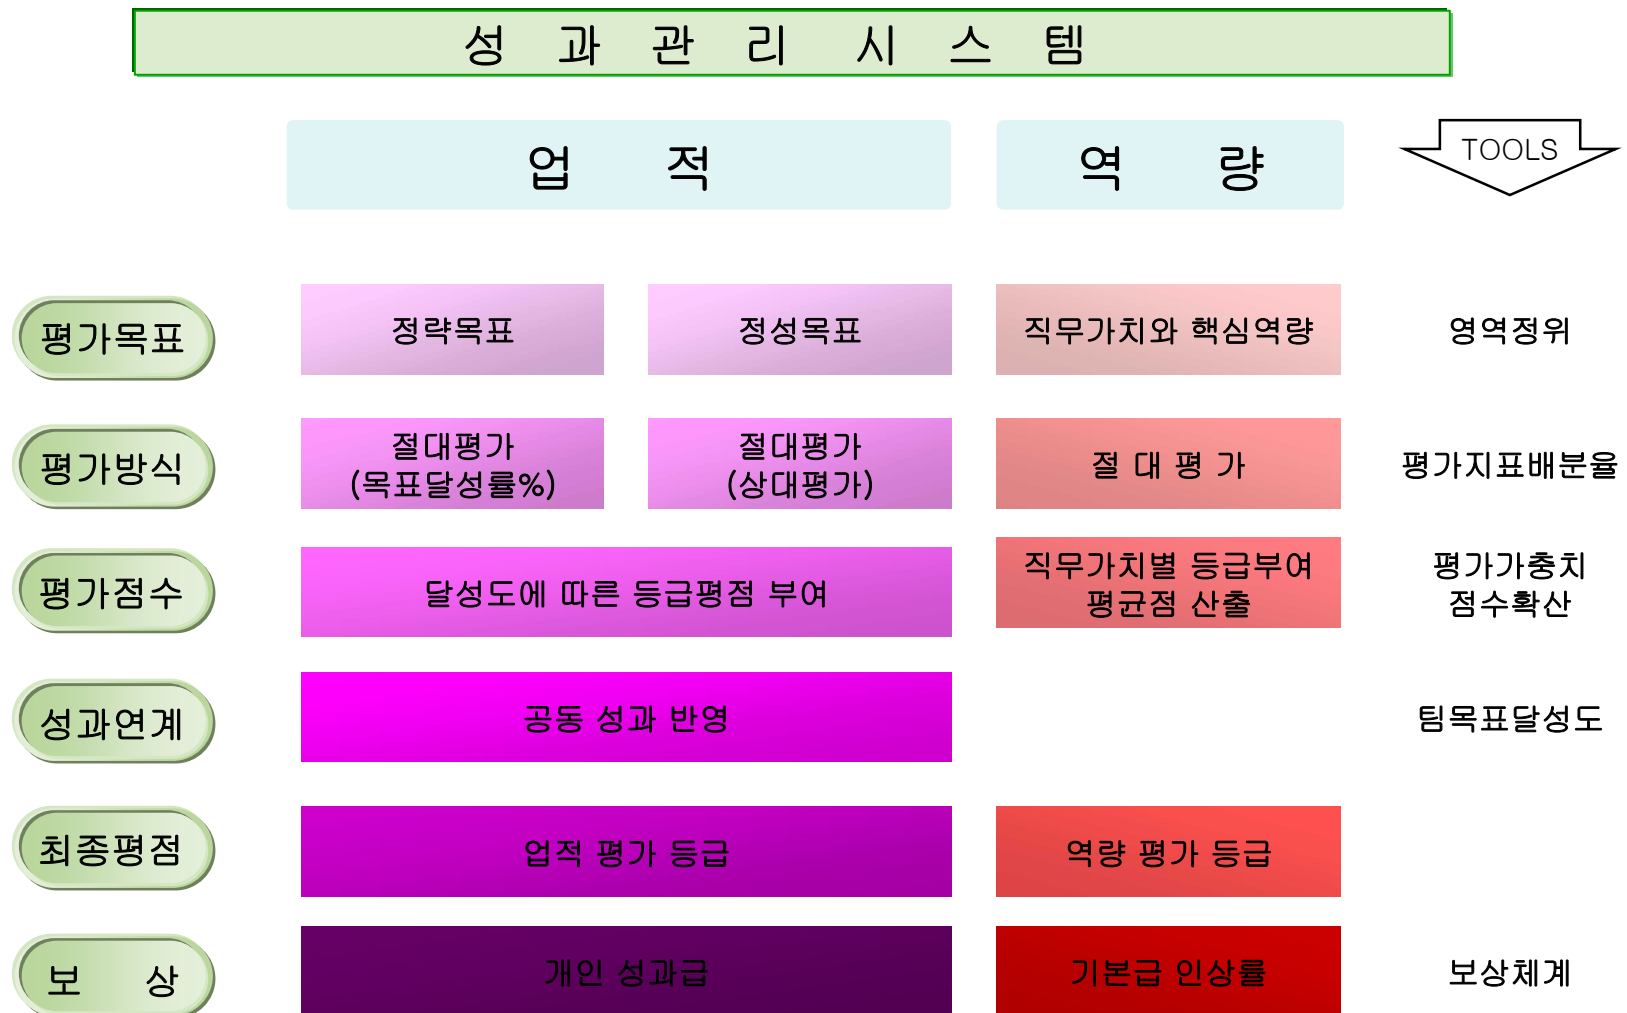 성 과 관 리 시 스 템
업 적
역 량
TOOLS
평가목표
정략목표
정성목표
직무가치와 핵심역량
영역정위
평가방식
절대평가
(목표달성률%)
절대평가
(상대평가)
절 대 평 가
평가지표배분율
평가점수
달성도에 따른 등급평점 부여
직무가치별 등급부여
평균점 산출
평가가중치
점수확산
성과연계
공동 성과 반영
팀목표달성도
최종평점
업적 평가 등급
역량 평가 등급
보 상
개인 성과급
기본급 인상률
보상체계